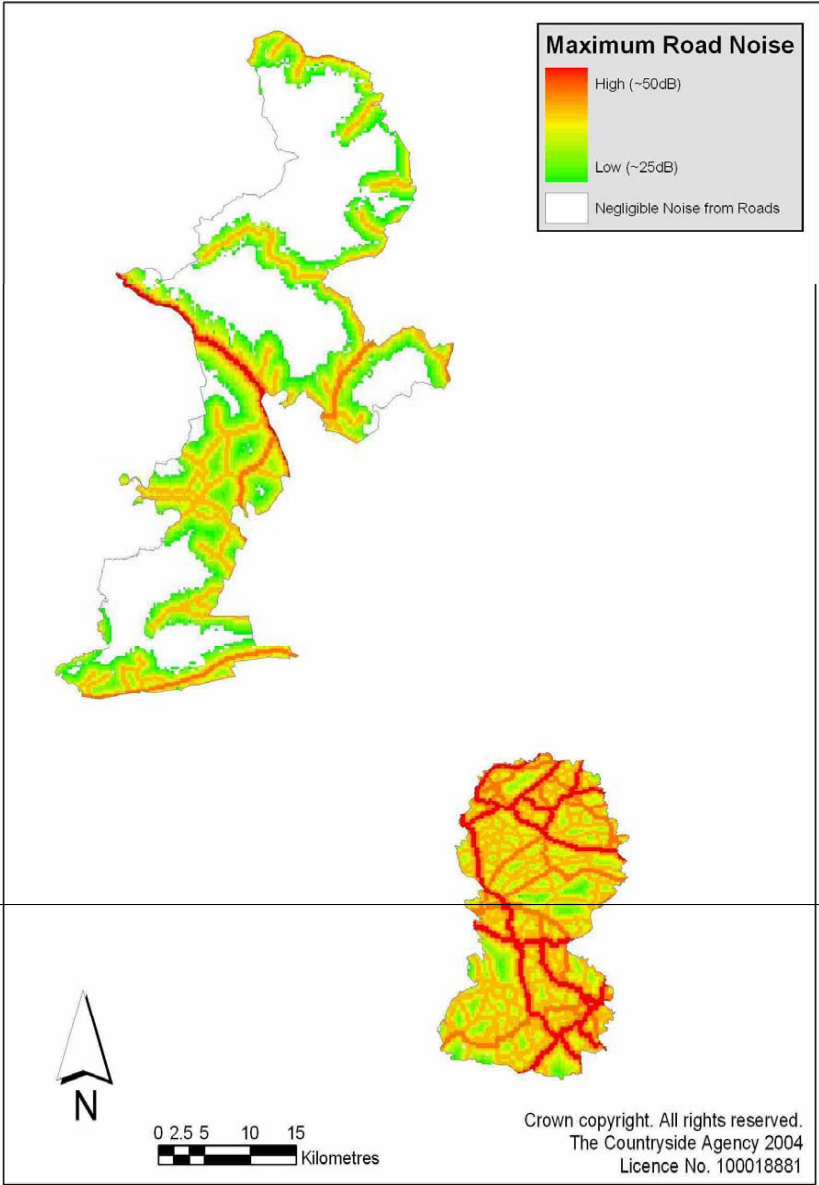 Maximum Road Noise
High (~50dB)
Low (~25dB)
Negligible Noise from Roads
N
0 2.5 5 10 15
Kilometres
Crown copyright. All rights reserved.
The Countryside Agency 2004
Licence No. 100018881